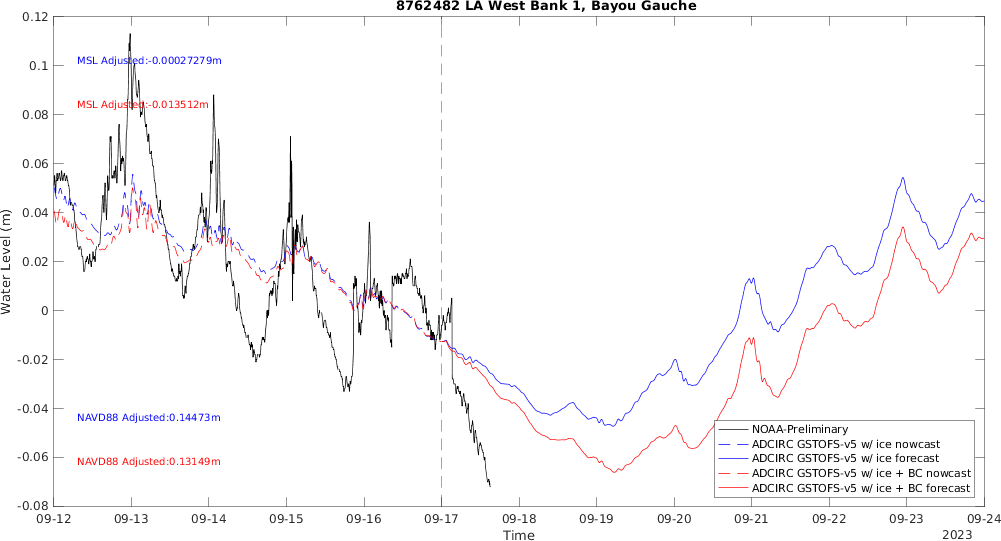 8762482 LA West Bank 1, Bayou Gauche
0.12
0.1
0.08
0.06
0.04
0.02
0
-0.02
-0.04
-0.06
-0.08
Water Level (m)
MSL Adjusted:-0.00027279m
MSL Adjusted:-0.013512m
NAVD88 Adjusted:0.14473m
NAVD88 Adjusted:0.13149m
NOAA-Preliminary
ADCIRC GSTOFS-v5 w/ ice nowcast
ADCIRC GSTOFS-v5 w/ ice forecast
ADCIRC GSTOFS-v5 w/ ice + BC nowcast
ADCIRC GSTOFS-v5 w/ ice + BC forecast
09-12 09-13 09-14 09-15 09-16 09-17 09-18 09-19 09-20 09-21 09-22 09-23 09-24
Time
2023